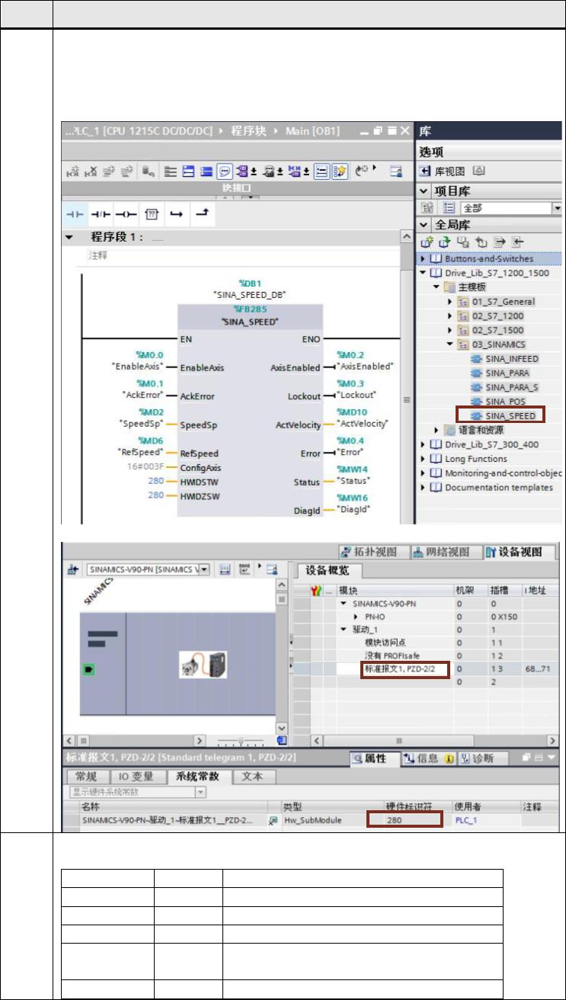 ...PLC_1 [CPU 1215C DC/DC/DC] 程序块 Main [OB1]
块接口
??
程序段 1：
注释
%DB1
"SINA_SPEED_DB"
%FB285
"SINA_SPEED"
EN ENO
%M0.0
"EnableAxis" EnableAxis
%M0.1
"AckError" AckError
%MD2
"SpeedSp" SpeedSp
%MD6
"RefSpeed" RefSpeed
16#003F ConfigAxis
280 HWIDSTW
280 HWIDZSW
%M0.2
AxisEnabled "AxisEnabled"
%M0.3
Lockout "Lockout"
%MD10
ActVelocity "ActVelocity"
%M0.4
Error "Error"
%MW14
Status "Status"
%MW16
DiagId "DiagId"
库
选项
库视图
项目库
全部
全局库
Buttons-and-Switches
Drive_Lib_S7_1200_1500
主模板
01_S7_General
02_S7_1200
02_S7_1500
03_SINAMICS
SINA_INFEED
SINA_PARA
SINA_PARA_S
SINA_POS
SINA_SPEED
语言和资源
Drive_Lib_S7_300_400
Long Functions
Monitoring-and-control-objec
Documentation templates
拓扑视图 网络视图 设备视图
SINAMICS-V90-PN [SINAMICS V
SINAMICS
设备概览
... 模块 机架 插槽 I 地址
SINAMICS-V90-PN 0 0
PN-IO 0 0 X150
驱动_1 0 1
模块访问点 0 1 1
没有 PROFIsafe 0 1 2
标准报文1, PZD-2/2 0 1 3 68...71
0 2
标准报文1, PZD-2/2 [Standard telegram 1, PZD-2/2]
属性 信息 诊断
常规 IO 变量 系统常数 文本
显示硬件系统常数
名称 类型 硬件标识符 使用者 注释
SINAMICS-V90-PN~驱动_1~标准报文1__PZD-2... Hw_SubModule 280 PLC_1